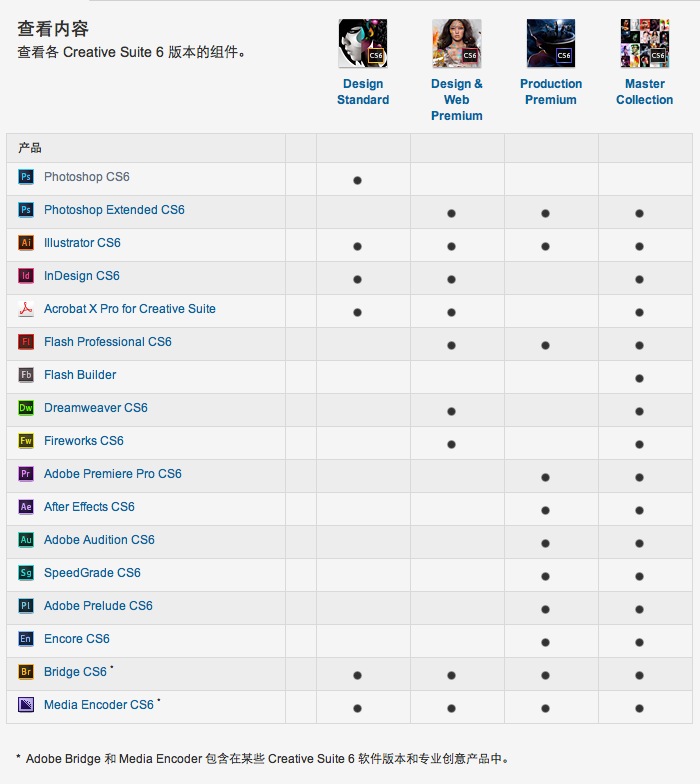 查看内容
查看各 Creative Suite 6 版本的组件。
CS6
CS6
CS6
CS6
Design
Standard
Design &
Web
Premium
Production
Premium
Master
Collection
产品
Ps Photoshop CS6
Ps Photoshop Extended CS6
Ai Illustrator CS6
Id InDesign CS6
Acrobat X Pro for Creative Suite
Fl Flash Professional CS6
Fb Flash Builder
Dw Dreamweaver CS6
Fw Fireworks CS6
Pr Adobe Premiere Pro CS6
Ae After Effects CS6
Au Adobe Audition CS6
Sg SpeedGrade CS6
Pl Adobe Prelude CS6
En Encore CS6
Br Bridge CS6 *
Media Encoder CS6 *
* Adobe Bridge 和 Media Encoder 包含在某些 Creative Suite 6 软件版本和专业创意产品中。